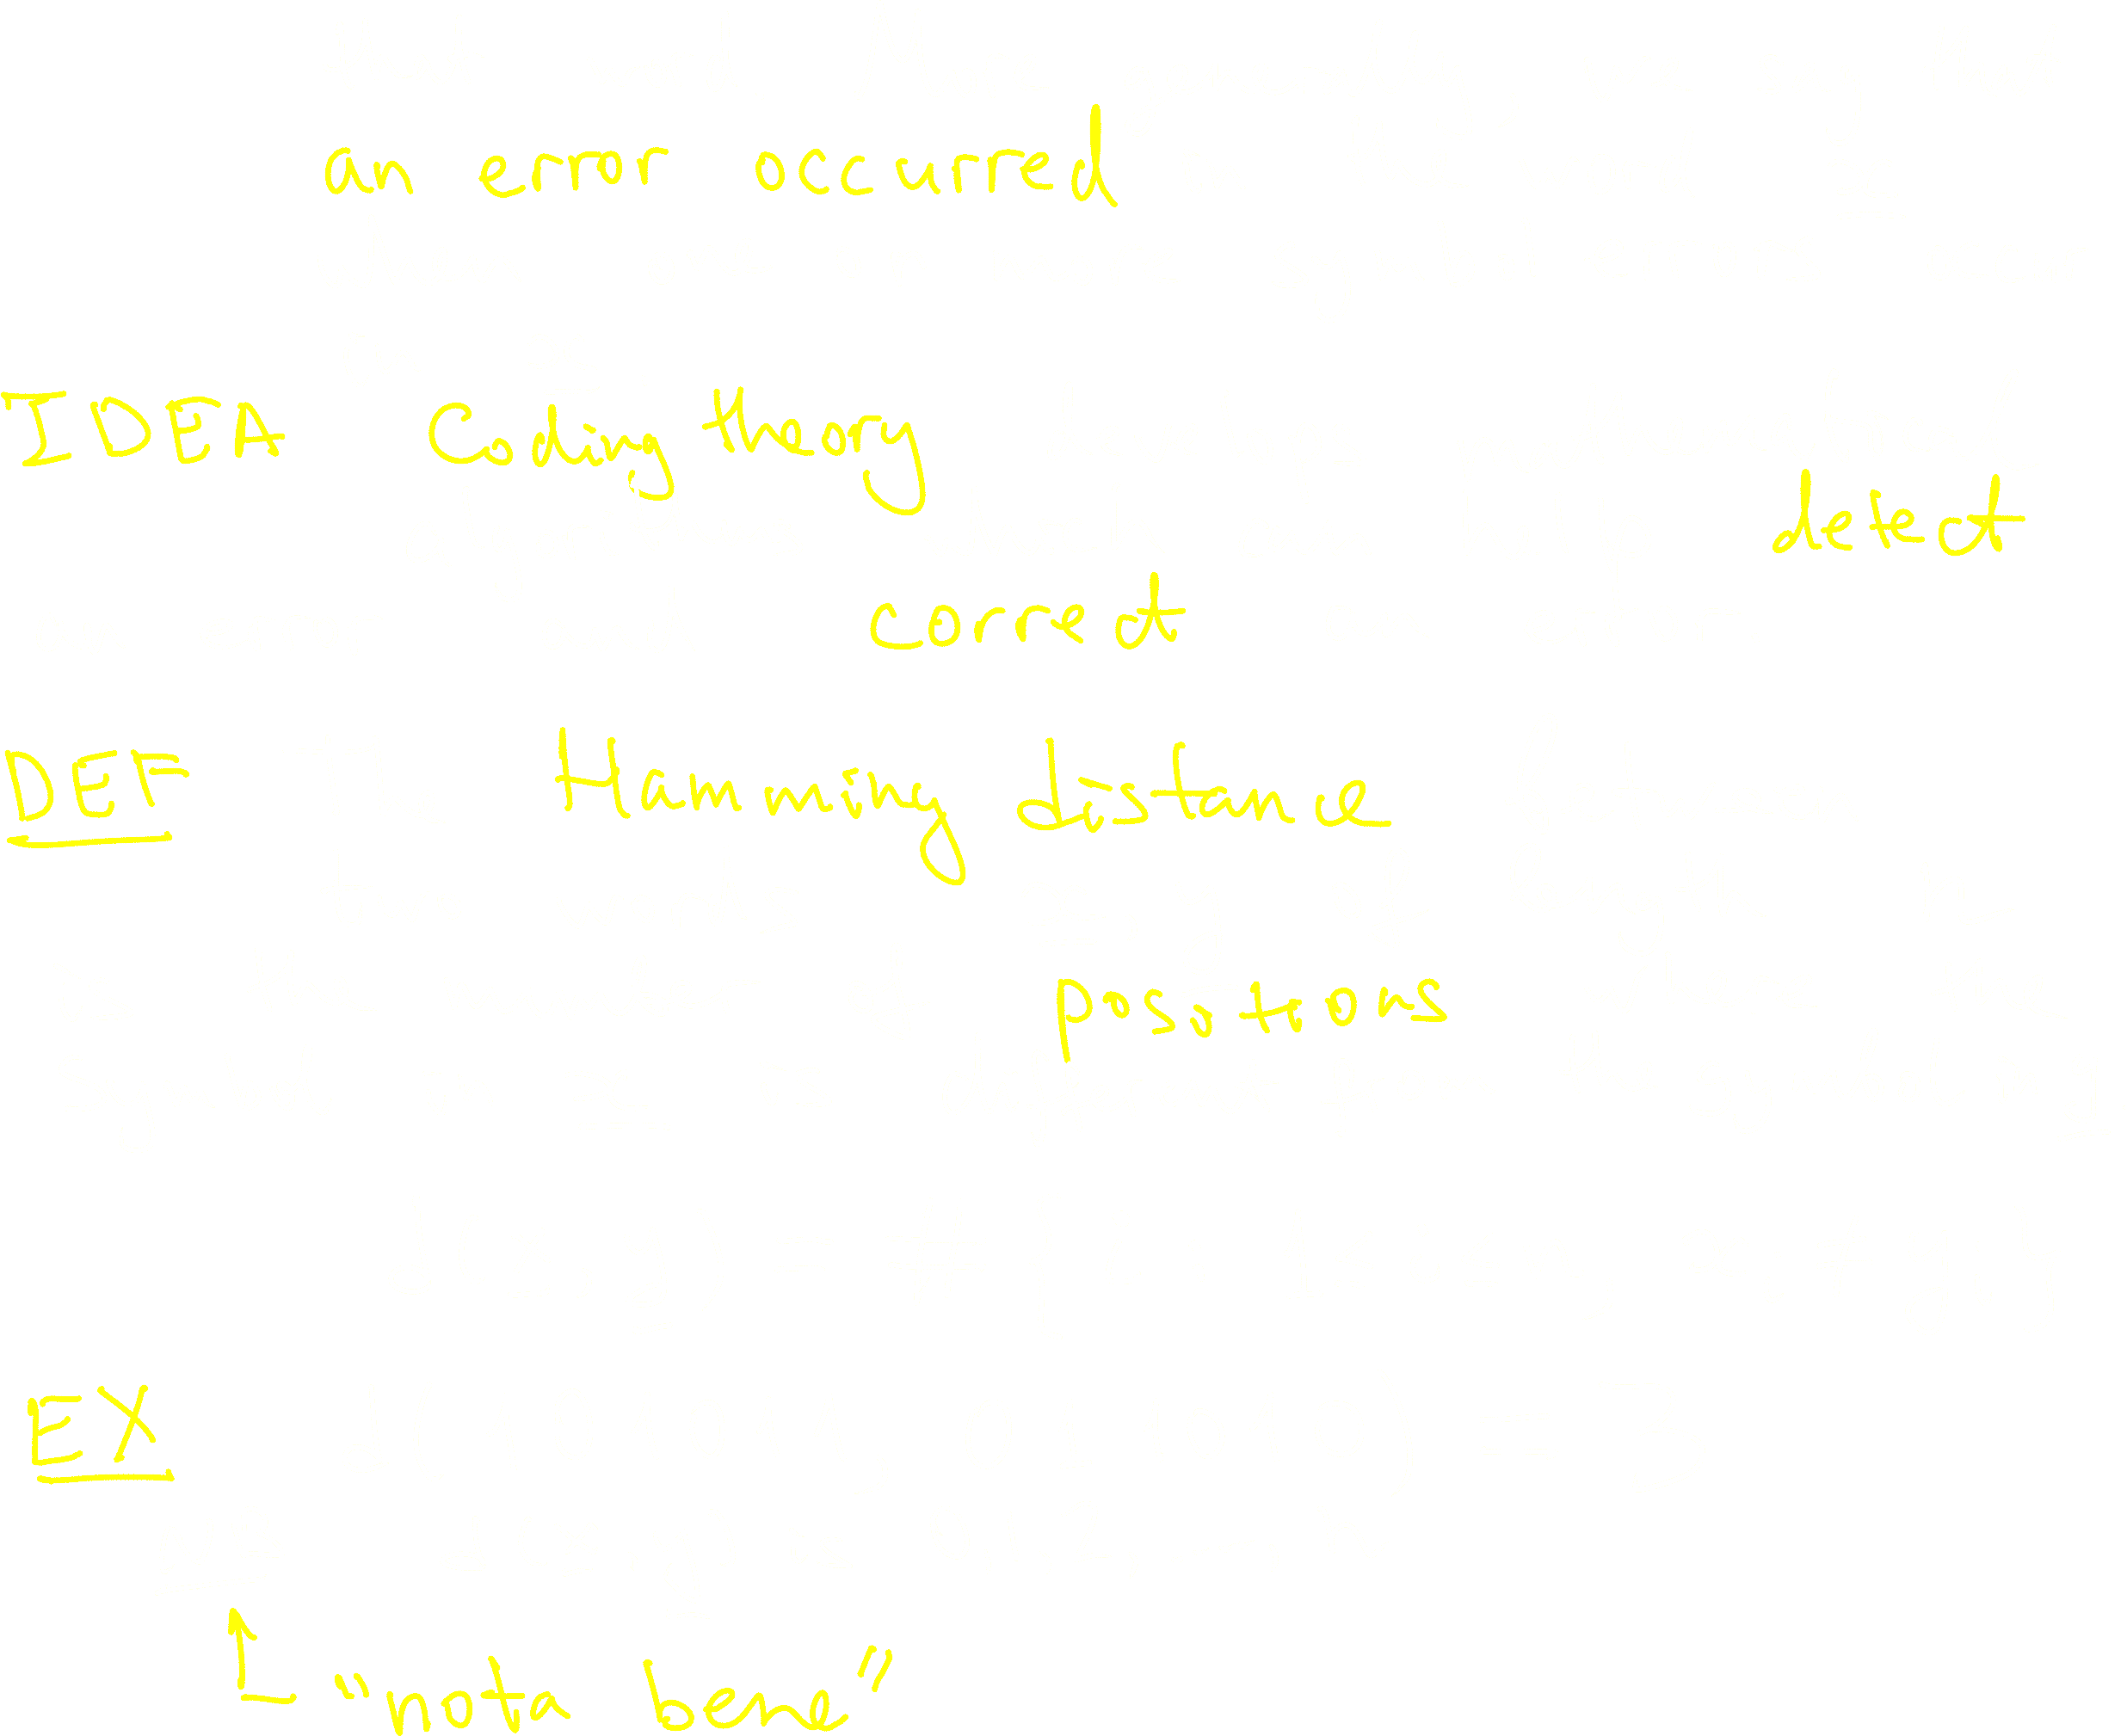 an error occurred
IDEA Coding theory
detect
correct
DEF Hamming distance
positions
EX
"nota bene"